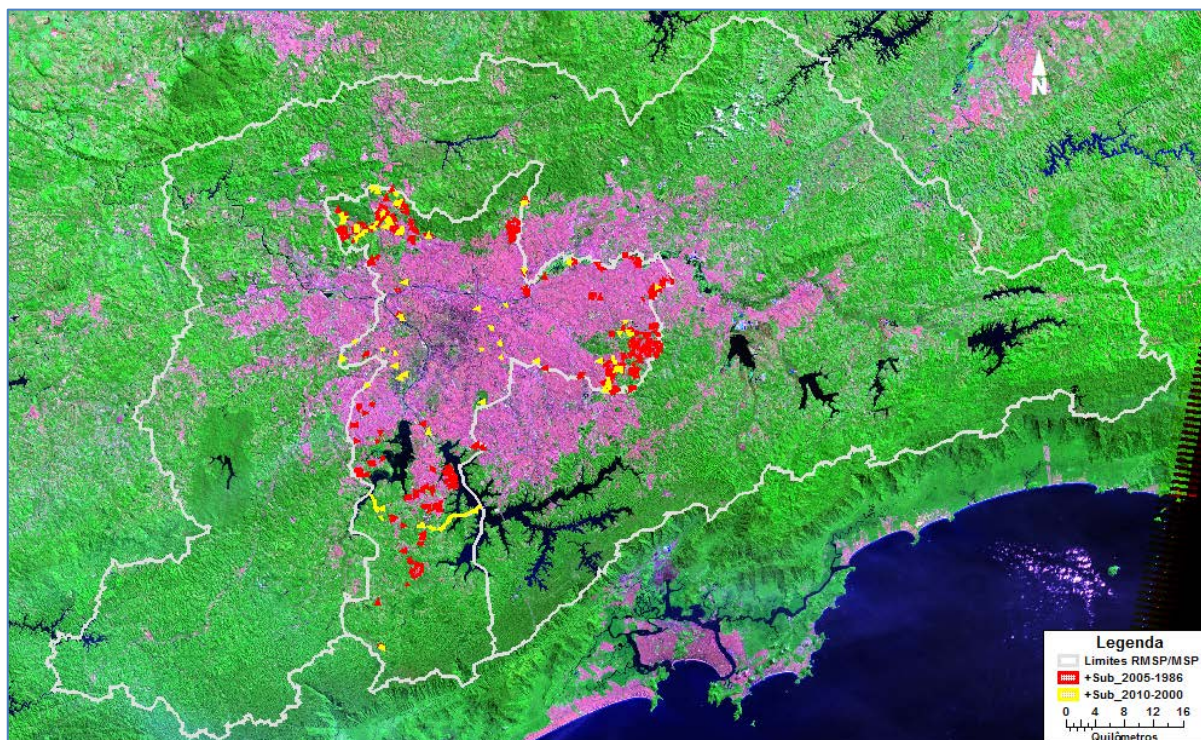 N
Legenda
Limites RMSP/MSP
+Sub_2005-1986
+Sub_2010-2000
0 4 8 12 16
Quilômetros